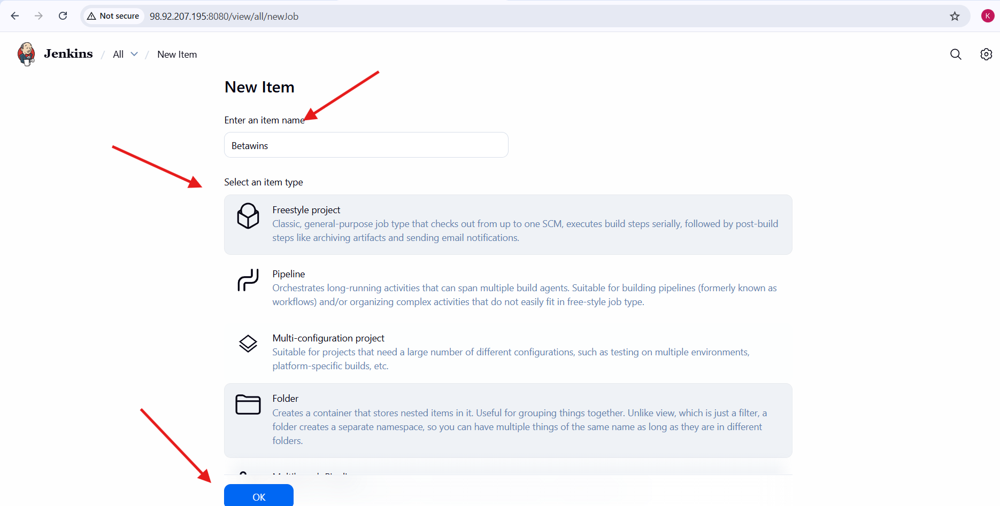 Not secure 98.92.207.195:8080/view/all/newJob
K
Jenkins / All / New Item
New Item
Enter an item name
Betawins
Select an item type
Freestyle project
Classic, general-purpose job type that checks out from up to one SCM, executes build steps serially, followed by post-build
steps like archiving artifacts and sending email notifications.
Pipeline
Orchestrates long-running activities that can span multiple build agents. Suitable for building pipelines (formerly known as
workflows) and/or organizing complex activities that do not easily fit in free-style job type.
Multi-configuration project
Suitable for projects that need a large number of different configurations, such as testing on multiple environments,
platform-specific builds, etc.
Folder
Creates a container that stores nested items in it. Useful for grouping things together. Unlike view, which is just a filter, a
folder creates a separate namespace, so you can have multiple things of the same name as long as they are in different
folders.
OK